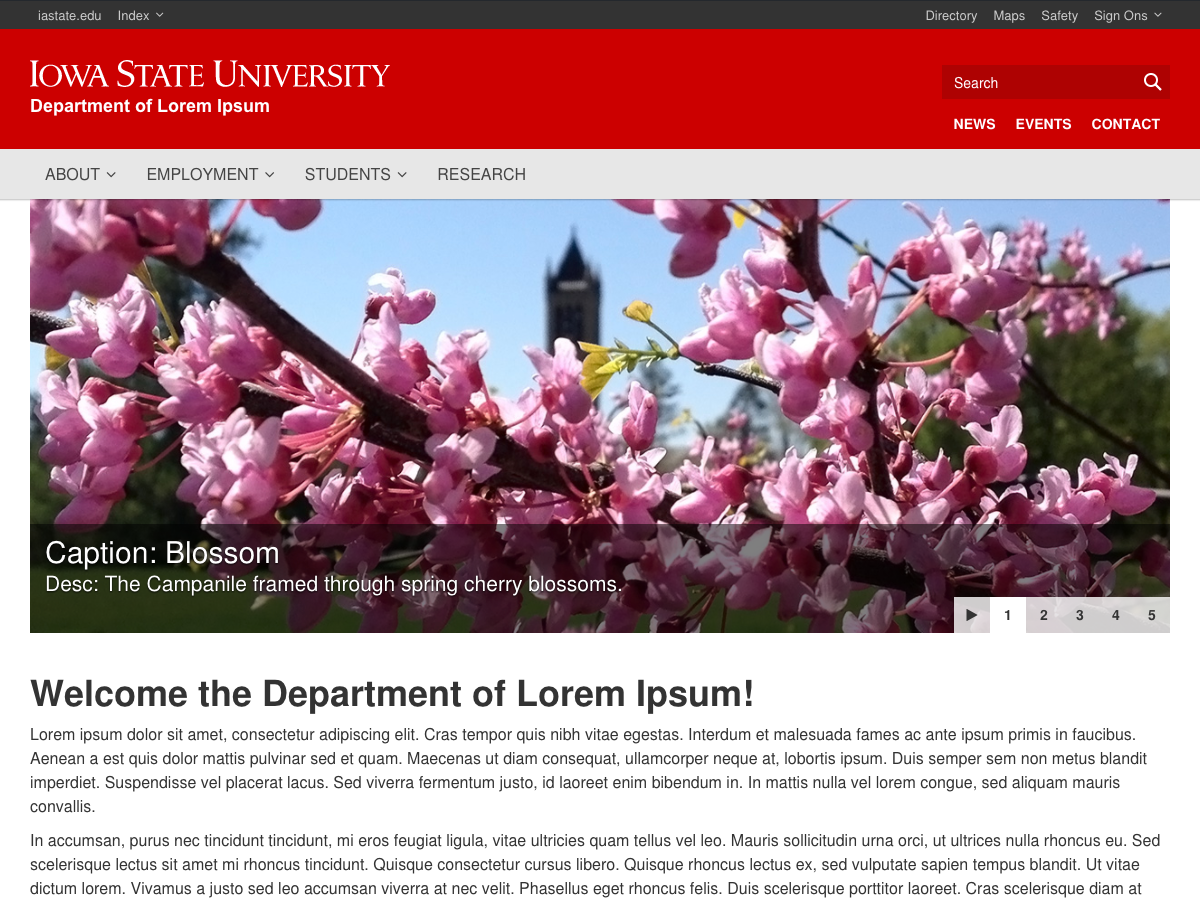 iastate.edu Index Directory Maps Safety Sign Ons
IOWA STATE UNIVERSITY
Department of Lorem Ipsum
Search
NEWS EVENTS CONTACT
ABOUT EMPLOYMENT STUDENTS RESEARCH
Caption: Blossom
Desc: The Campanile framed through spring cherry blossoms.
1 2 3 4 5
Welcome the Department of Lorem Ipsum!
Lorem ipsum dolor sit amet, consectetur adipiscing elit. Cras tempor quis nibh vitae egestas. Interdum et malesuada fames ac ante ipsum primis in faucibus.
Aenean a est quis dolor mattis pulvinar sed et quam. Maecenas ut diam consequat, ullamcorper neque at, lobortis ipsum. Duis semper sem non metus blandit
imperdiet. Suspendisse vel placerat lacus. Sed viverra fermentum justo, id laoreet enim bibendum in. In mattis nulla vel lorem congue, sed aliquam mauris
convallis.
In accumsan, purus nec tincidunt tincidunt, mi eros feugiat ligula, vitae ultricies quam tellus vel leo. Mauris sollicitudin urna orci, ut ultrices nulla rhoncus eu. Sed
scelerisque lectus sit amet mi rhoncus tincidunt. Quisque consectetur cursus libero. Quisque rhoncus lectus ex, sed vulputate sapien tempus blandit. Ut vitae
dictum lorem. Vivamus a justo sed leo accumsan viverra at nec velit. Phasellus eget rhoncus felis. Duis scelerisque porttitor laoreet. Cras scelerisque diam at